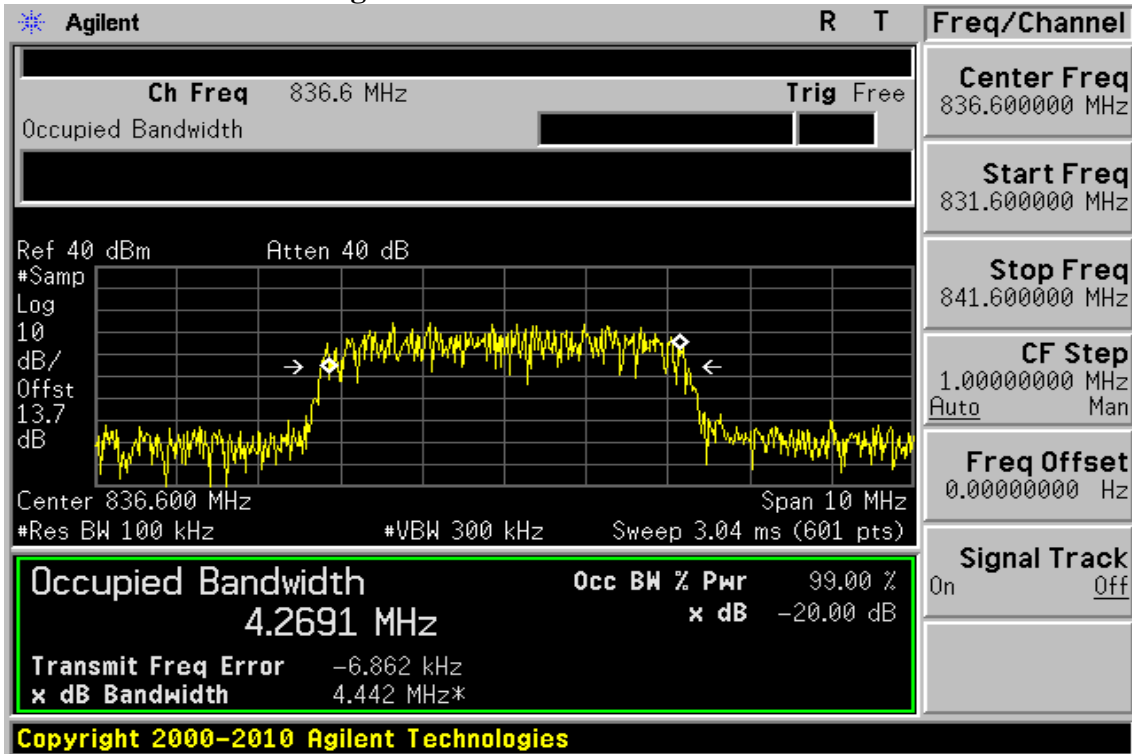 Agilent R T
Freq/Channel
Ch Freq 836.6 MHz Trig Free
Occupied Bandwidth
Center Freq
836.600000 MHz
Start Freq
831.600000 MHz
Stop Freq
841.600000 MHz
CF Step
1.00000000 MHz
Auto Man
Freq Offset
0.00000000 Hz
Signal Track
On Off
Ref 40 dBm Atten 40 dB
#Samp
Log
10
dB/
Offst
13.7
dB
Center 836.600 MHz Span 10 MHz
#Res BW 100 kHz #VBW 300 kHz Sweep 3.04 ms (601 pts)
Occupied Bandwidth Occ BW % Pwr 99.00 %
4.2691 MHz x dB -20.00 dB
Transmit Freq Error -6.862 kHz
x dB Bandwidth 4.442 MHz*
Copyright 2000-2010 Agilent Technologies